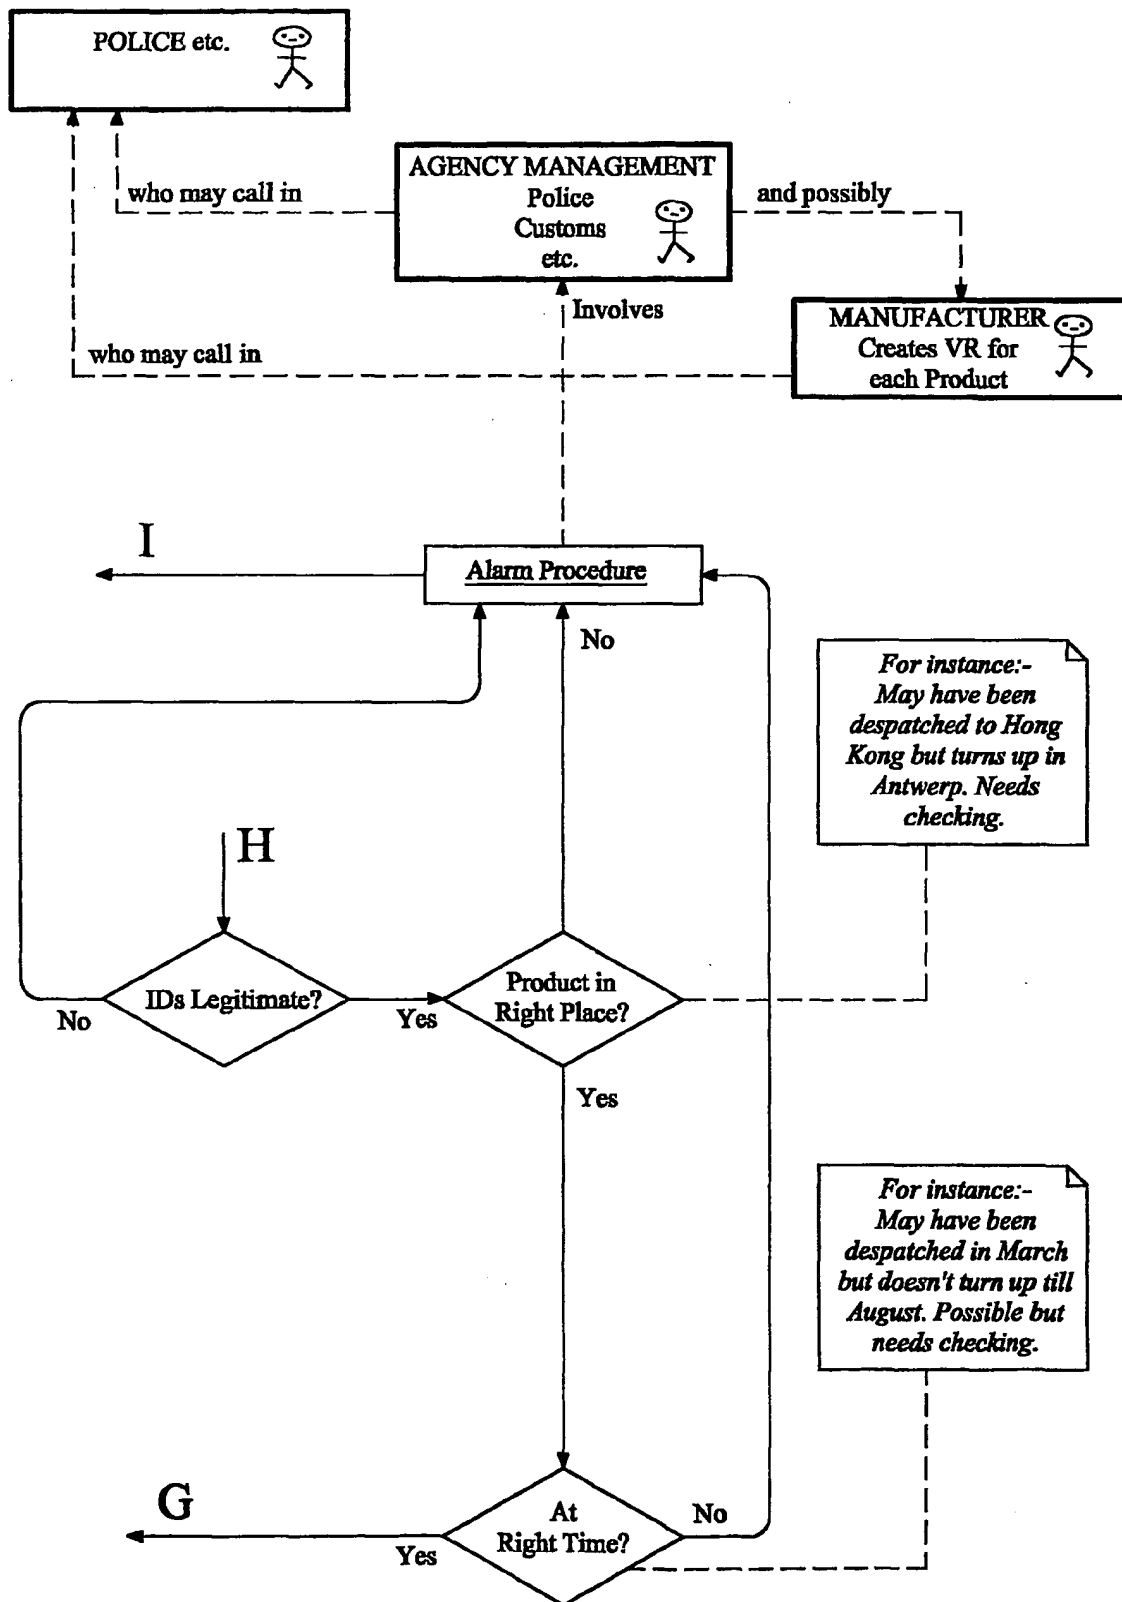 POLICE etc.
AGENCY MANAGEMENT
Police
Customs
etc.
who may call in
and possibly
Involves
MANUFACTURER
Creates VR for
each Product
who may call in
I
Alarm Procedure
No
For instance:-
May have been
despatched to Hong
Kong but turns up in
Antwerp. Needs
checking.
H
IDs Legitimate?
No
Yes
Product in
Right Place?
Yes
For instance:-
May have been
despatched in March
but doesn't turn up till
August. Possible but
needs checking.
G
Yes
At
Right Time?
No